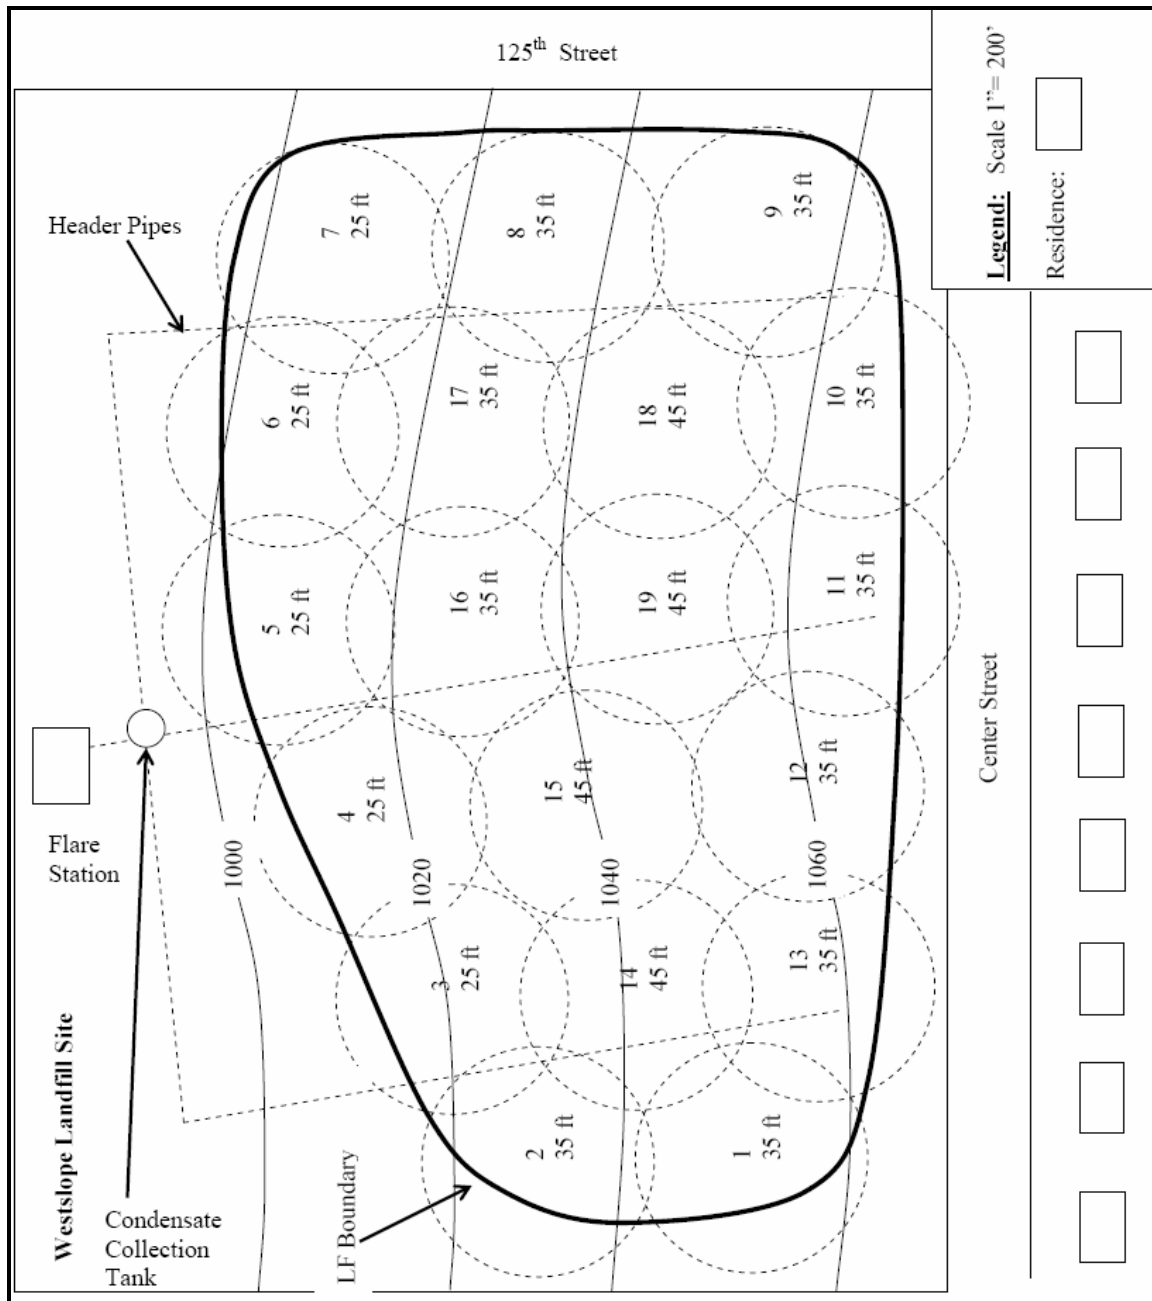 125th Street
Legend: Scale 1”= 200’
Residence:
Header Pipes
7
25 ft
8
35 ft
9
35 ft
6
25 ft
17
35 ft
18
45 ft
10
35 ft
5
25 ft
16
35 ft
19
45 ft
11
35 ft
Center Street
4
25 ft
15
45 ft
12
35 ft
Flare
Station
1000
1020
1040
1060
3
25 ft
14
45 ft
13
35 ft
Westslope Landfill Site
2
35 ft
1
35 ft
LF Boundary
Condensate
Collection
Tank